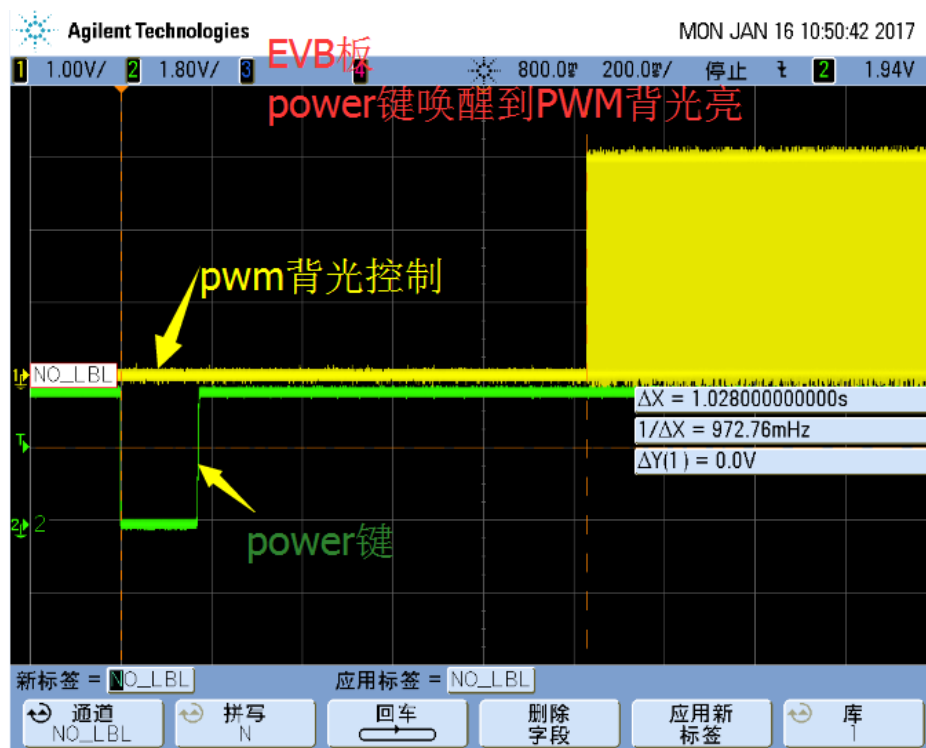 Agilent Technologies
MON JAN 16 10:50:42 2017
EVB板
1 1.00V/ 2 1.80V/ 3 4 800.0ms 200.0ms/ 停止 2 1.94V
power键唤醒到PWM背光亮
pwm背光控制
1 NO_LBL
ΔX = 1.028000000000s
1/ΔX = 972.76mHz
T
ΔY(1) = 0.0V
2 2
power键
新标签 = NO_LBL 应用标签 = NO_LBL
通道 拼写 回车 删除 应用新 库
NO_LBL N 字段 标签 1